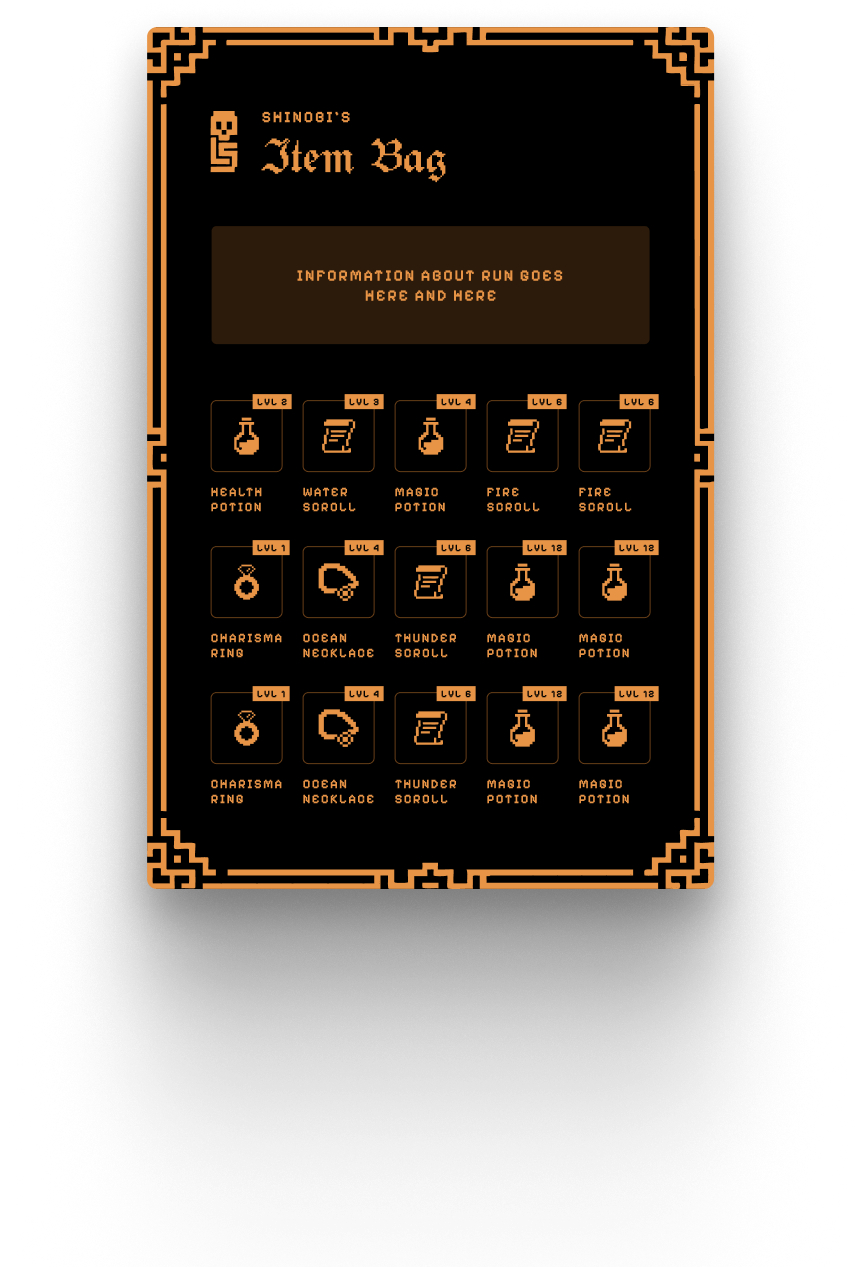 SHINOGI'S
Item Bag
INFORMATION ABOUT RUN GOES
HERE AND HERE
LVL 2 LVL 3 LVL 4 LVL 6 LVL 6
HEALTH WATER MAGIC FIRE FIRE
POTION SCROLL POTION SCROLL SCROLL
LVL 1 LVL 4 LVL 6 LVL 12 LVL 12
CHARISMA OCEAN THUNDER MAGIC MAGIC
RING NECKLACE SCROLL POTION POTION
LVL 1 LVL 4 LVL 6 LVL 12 LVL 12
CHARISMA OCEAN THUNDER MAGIC MAGIC
RING NECKLACE SCROLL POTION POTION